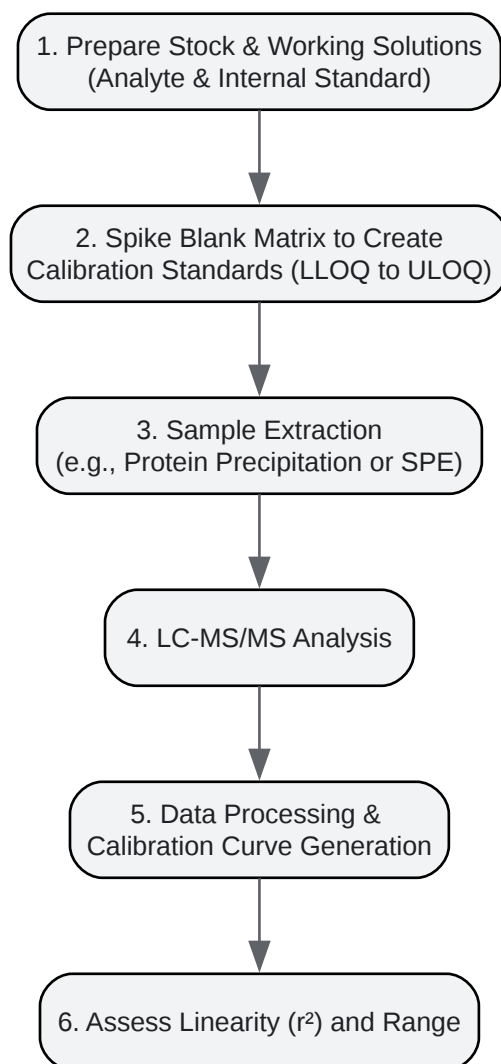 1. Prepare Stock & Working Solutions
(Analyte & Internal Standard)
2. Spike Blank Matrix to Create
Calibration Standards (LLOQ to ULOQ)
3. Sample Extraction
(e.g., Protein Precipitation or SPE)
4. LC-MS/MS Analysis
5. Data Processing &
Calibration Curve Generation
6. Assess Linearity (r²) and Range